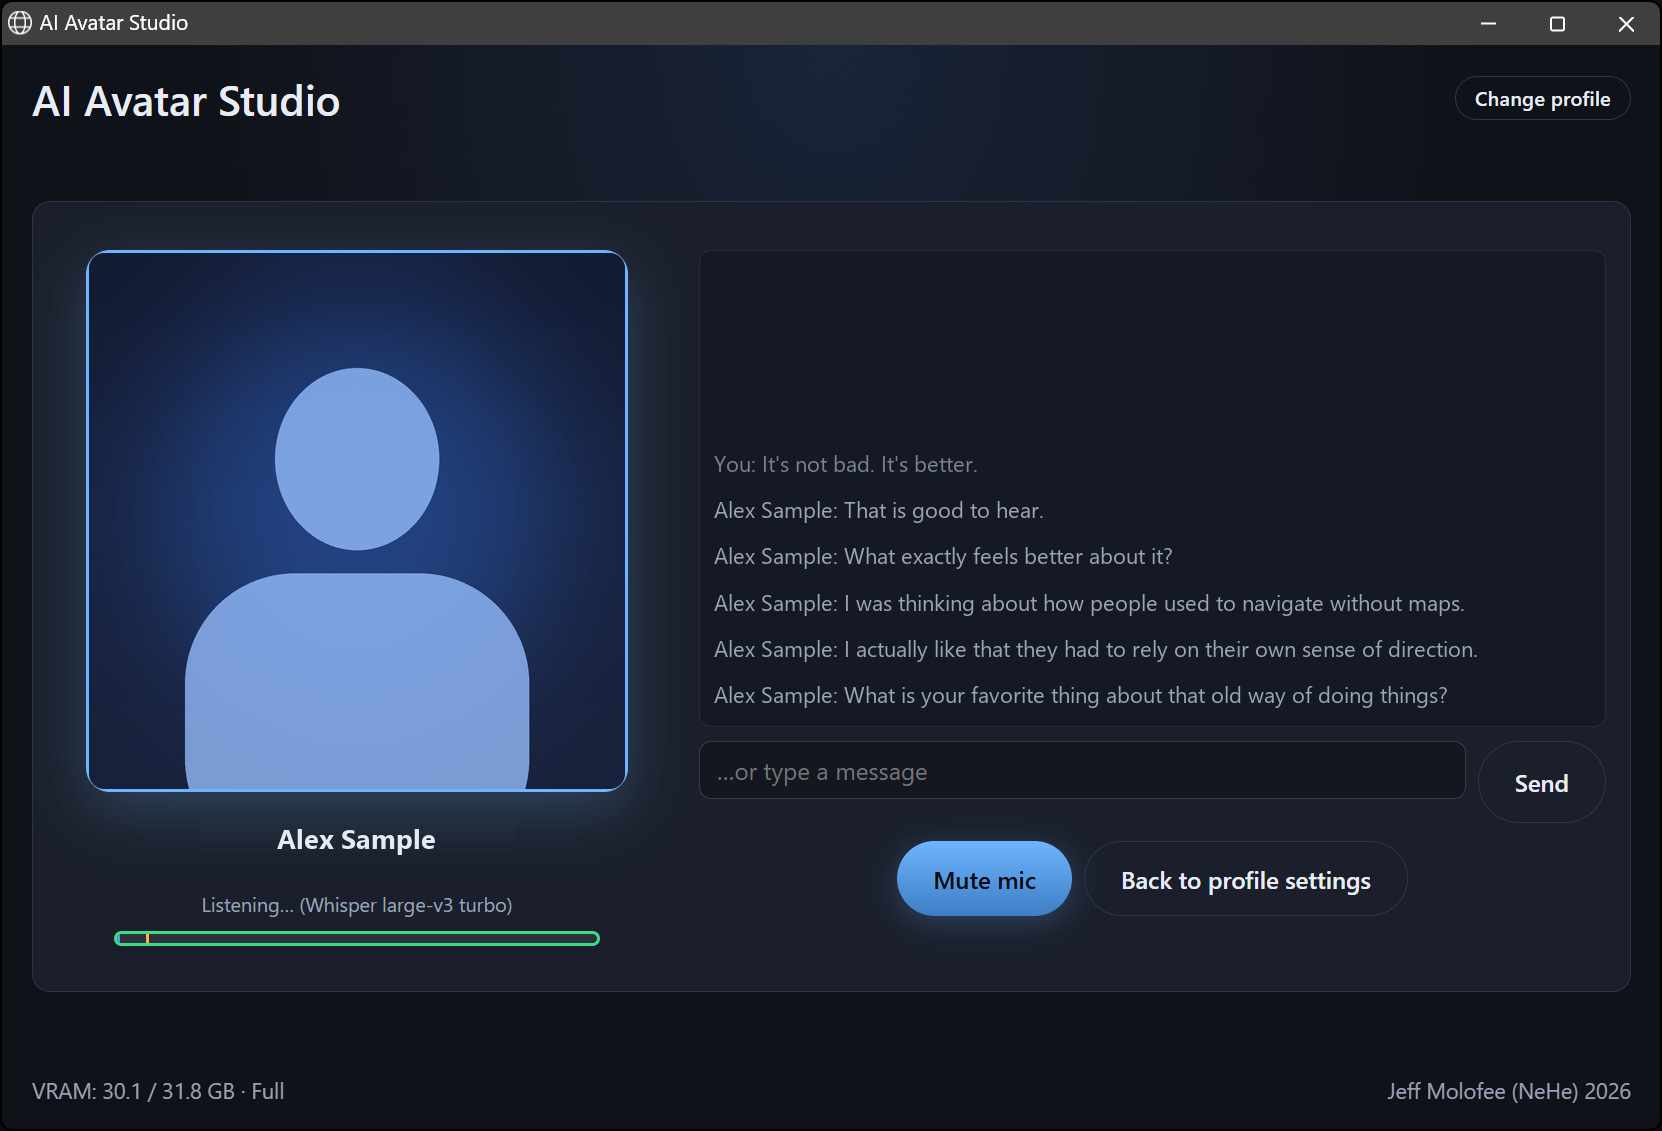 AI Avatar Studio
AI Avatar Studio
Change profile
You: It's not bad. It's better.
Alex Sample: That is good to hear.
Alex Sample: What exactly feels better about it?
Alex Sample: I was thinking about how people used to navigate without maps.
Alex Sample: I actually like that they had to rely on their own sense of direction.
Alex Sample: What is your favorite thing about that old way of doing things?
...or type a message
Send
Alex Sample
Mute mic
Back to profile settings
Listening... (Whisper large-v3 turbo)
VRAM: 30.1 / 31.8 GB · Full
Jeff Molofee (NeHe) 2026